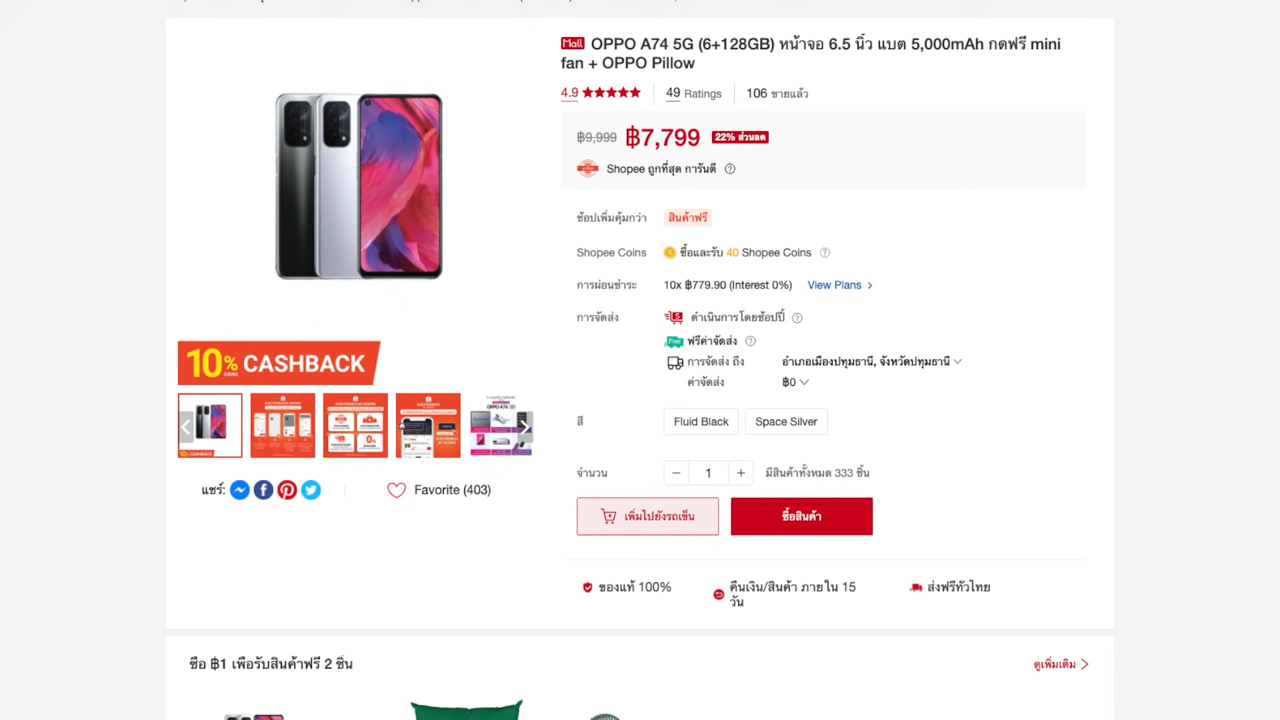 Mall OPPO A74 5G (6+128GB) หน้าจอ 6.5 นิ้ว แบต 5,000mAh กดฟรี mini
fan + OPPO Pillow
4.9 49 Ratings 106 ขายแล้ว
฿9,999 ฿7,799 22% ส่วนลด
Shopee ถูกที่สุด การันตี
ช้อปเพิ่มคุ้มกว่า สินค้าฟรี
Shopee Coins ซื้อและรับ 40 Shopee Coins
การผ่อนชำระ 10x ฿779.90 (Interest 0%) View Plans
การจัดส่ง ดำเนินการโดยช้อปปี้
Free ฟรีค่าจัดส่ง
การจัดส่ง ถึง อำเภอเมืองปทุมธานี, จังหวัดปทุมธานี
ค่าจัดส่ง ฿0
10% COINS CASHBACK
OPPO A74
สี Fluid Black Space Silver
จำนวน − 1 + มีสินค้าทั้งหมด 333 ชิ้น
แชร์: Favorite (403)
เพิ่มไปยังรถเข็น ซื้อสินค้า
ของแท้ 100% คืนเงิน/สินค้า ภายใน 15
วัน
ส่งฟรีทั่วไทย
ซื้อ ฿1 เพื่อรับสินค้าฟรี 2 ชิ้น ดูเพิ่มเติม